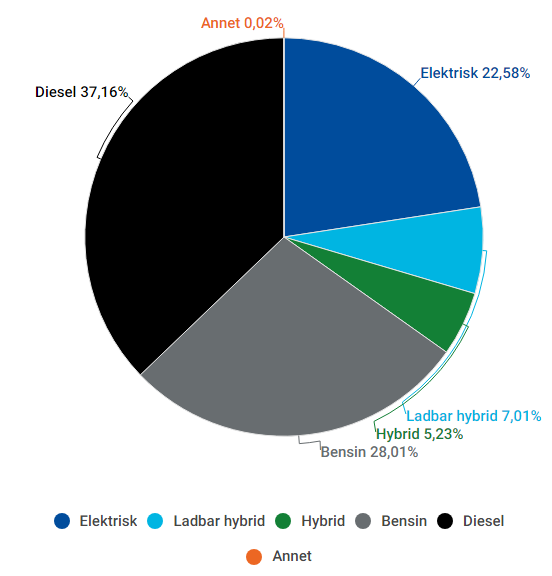 Annet 0,02%
Elektrisk 22,58%
Diesel 37,16%
Ladbar hybrid 7,01%
Hybrid 5,23%
Bensin 28,01%
Elektrisk Ladbar hybrid Hybrid Bensin Diesel
Annet